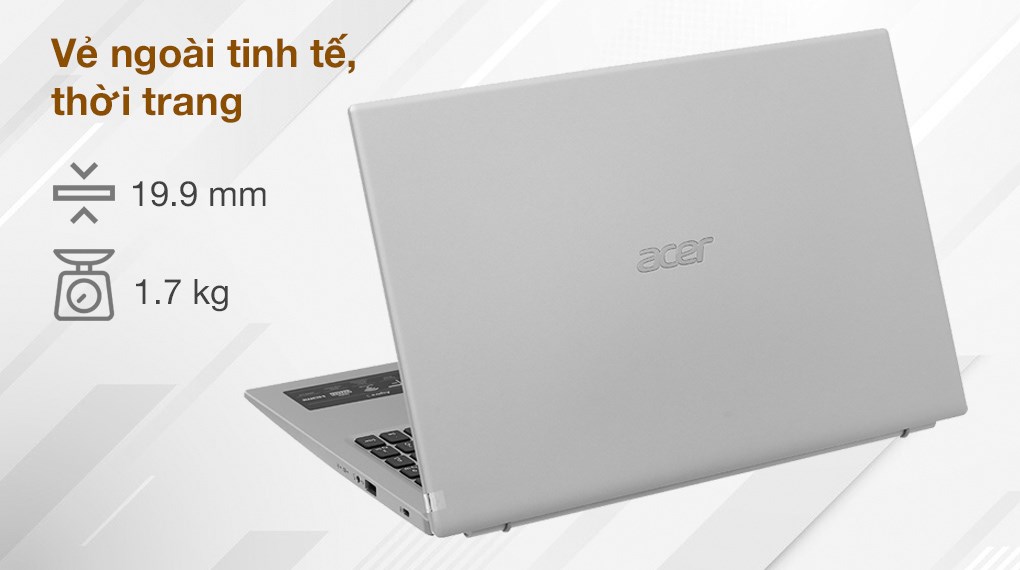 Vẻ ngoài tinh tế,
thời trang
19.9 mm
1.7 kg
acer